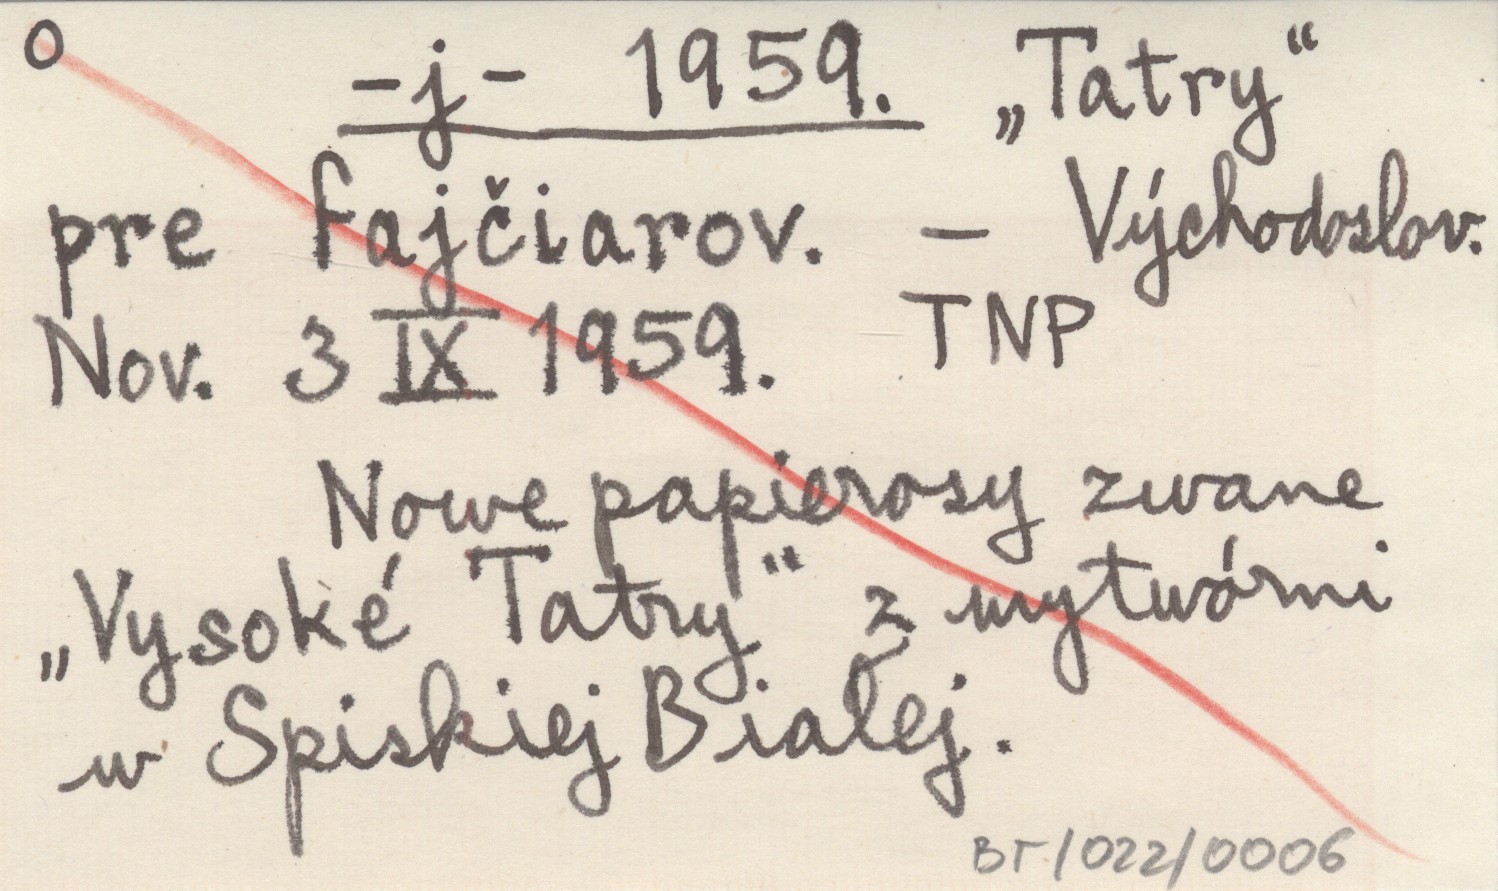 O
-j- 1959. „Tatry“
pre fajčiarov. – Východoslov.
Nov. 3 IX 1959. TNP
Nowe papierosy zwane
„Vysoké Tatry“ z wytwórni
w Spiskiej Białej.
BT/022/0006